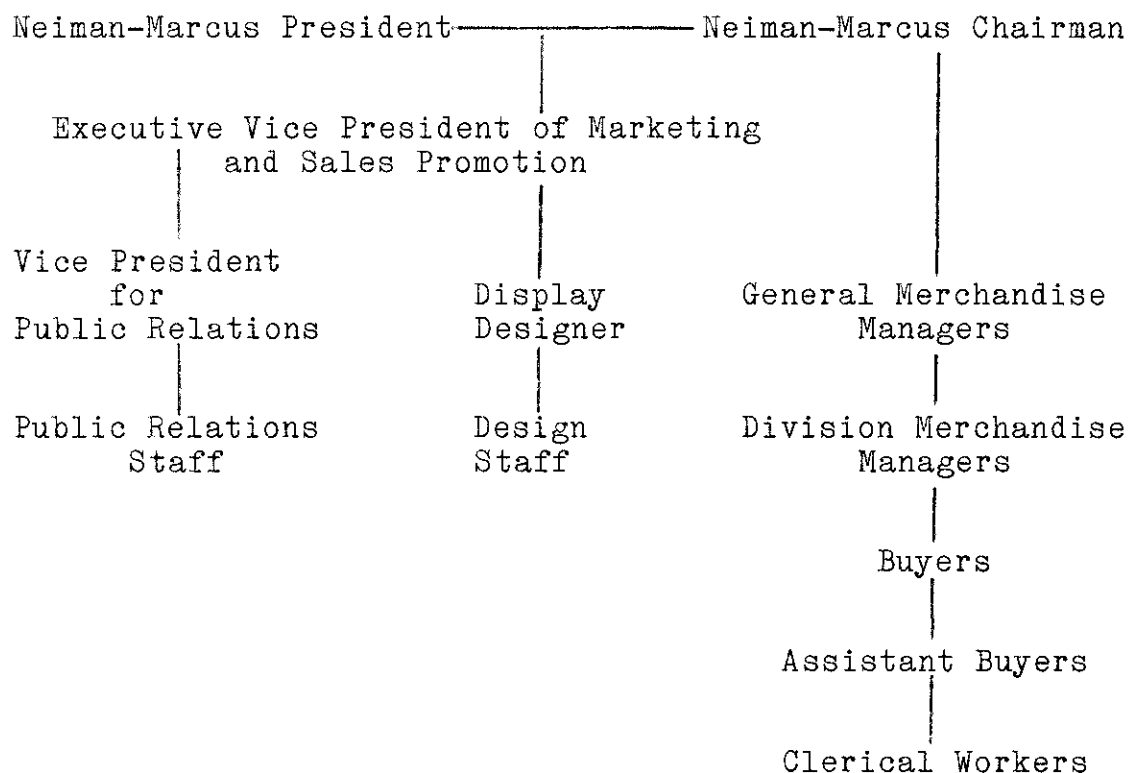 Neiman-Marcus President
Neiman-Marcus Chairman
Executive Vice President of Marketing
and Sales Promotion
Vice President
for
Public Relations
Display
Designer
General Merchandise
Managers
Public Relations
Staff
Design
Staff
Division Merchandise
Managers
Buyers
Assistant Buyers
Clerical Workers